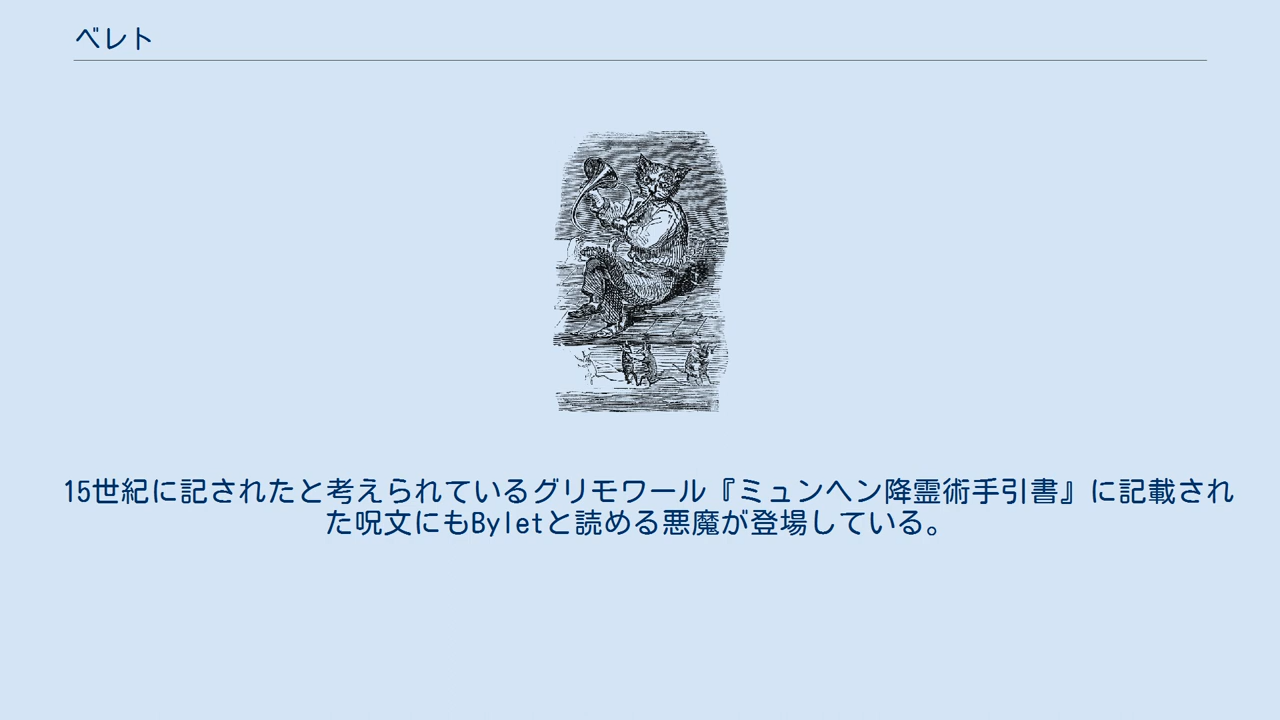 ベレト
15世紀に記されたと考えられているグリモワール『ミュンヘン降霊術手引書』に記載され
た呪文にもByletと読める悪魔が登場している。